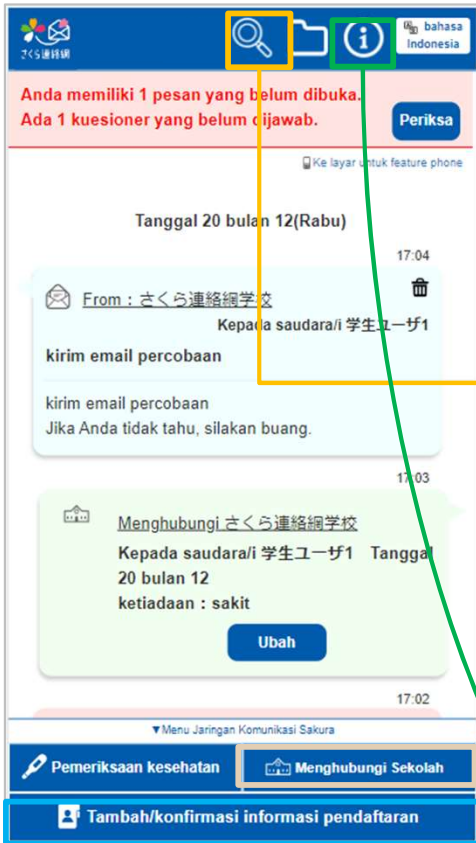 さくら連絡網
bahasa
Indonesia
Anda memiliki 1 pesan yang belum dibuka.
Ada 1 kuesioner yang belum dijawab.
Periksa
Ke layar untuk feature phone
Tanggal 20 bulan 12(Rabu)
17:04
From：さくら連絡網学校
Kepada saudara/i 学生ユーザ1
kirim email percobaan
kirim email percobaan
Jika Anda tidak tahu, silakan buang.
17:03
Menghubungi さくら連絡網学校
Kepada saudara/i 学生ユーザ1 Tanggal
20 bulan 12
ketiadaan：sakit
Ubah
17:02
▼Menu Jaringan Komunikasi Sakura
Pemeriksaan kesehatan
Menghubungi Sekolah
Tambah/konfirmasi informasi pendaftaran